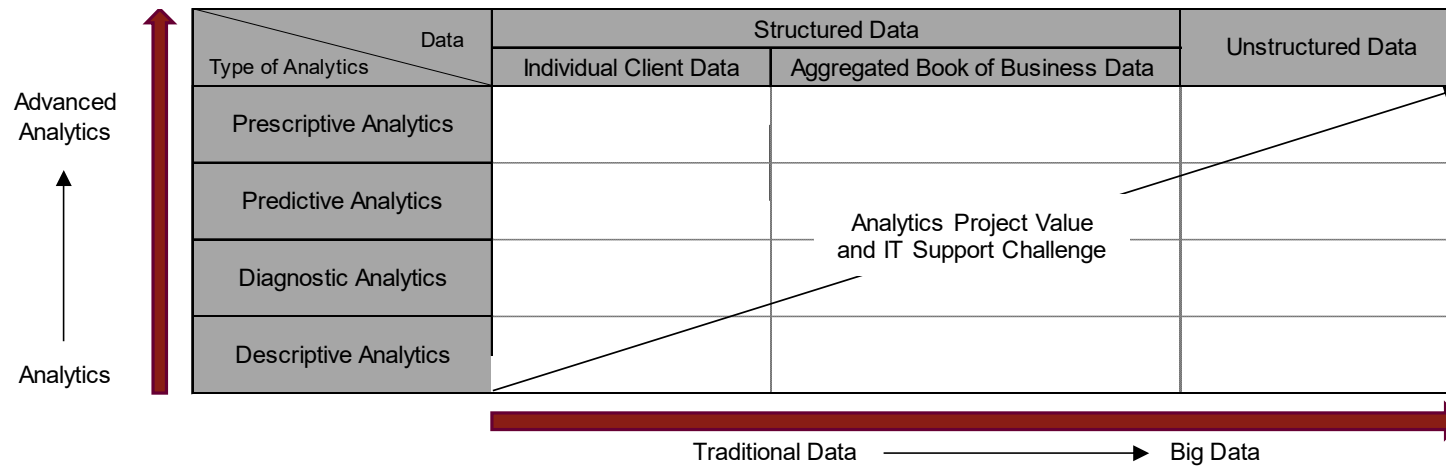 Data
Type of Analytics
Structured Data
Unstructured Data
Individual Client Data
Aggregated Book of Business Data
Advanced
Analytics
Prescriptive Analytics
Predictive Analytics
Analytics Project Value
and IT Support Challenge
Diagnostic Analytics
Descriptive Analytics
Analytics
Traditional Data
Big Data